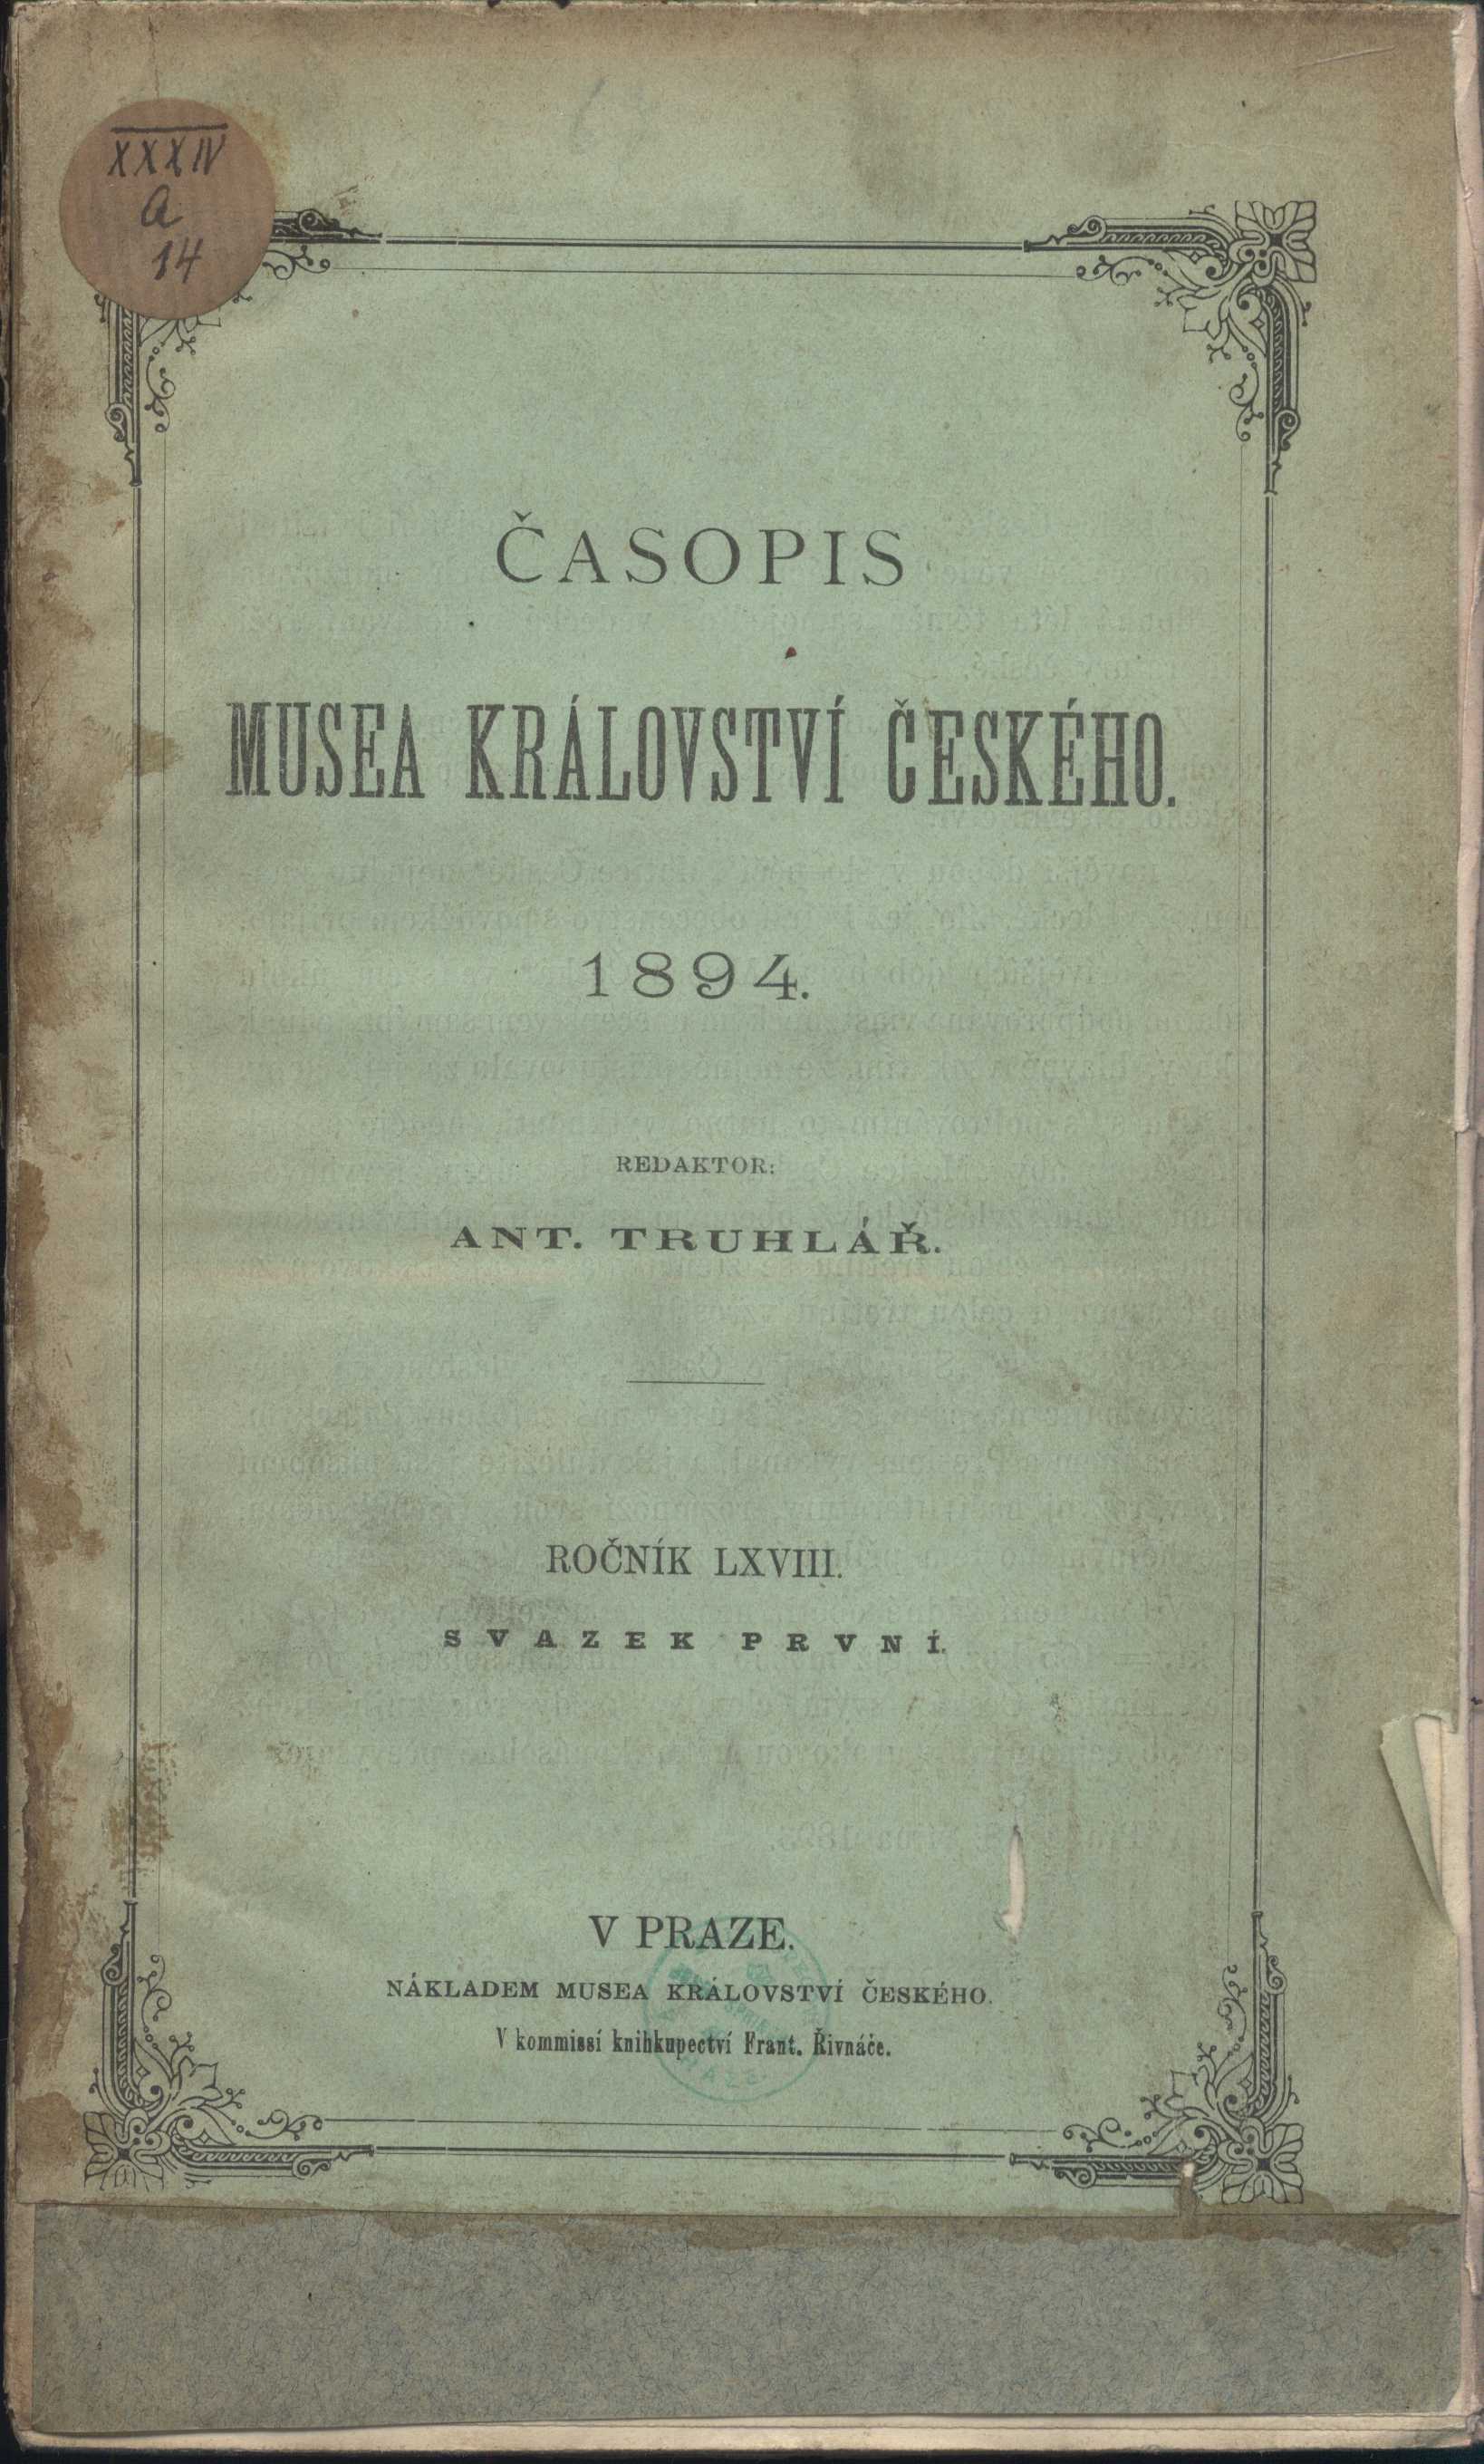 XXXIV
a
14
ČASOPIS
MUSEA KRÁLOVSTVÍ ČESKÉHO.
1894.
REDAKTOR:
ANT. TRUHLÁŘ.
ROČNÍK LXVIII.
SVAZEK PRVNÍ.
V PRAZE.
NÁKLADEM MUSEA KRÁLOVSTVÍ ČESKÉHO.
V kommissí knihkupectví Frant. Řivnáče.